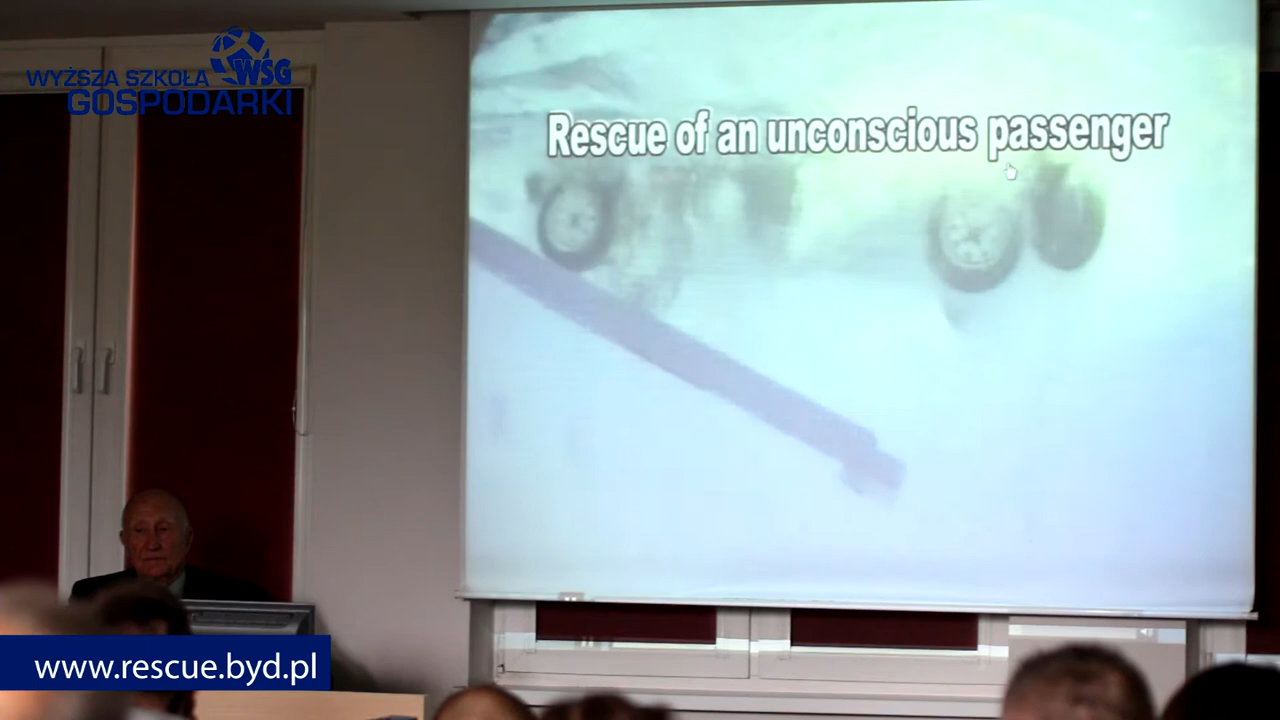 WYŻSZA SZKOŁA
WSG
GOSPODARKI
Rescue of an unconscious passenger
www.rescue.byd.pl